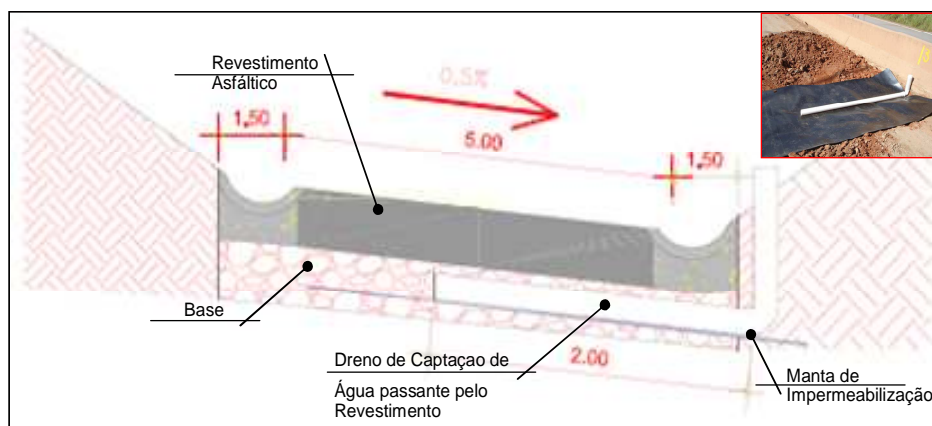 Revestimento
Asfáltico
0.5%
1.50
5.00
1.50
Base
Dreno de Captaçao de
Água passante pelo
Revestimento
2.00
Manta de
Impermeabilização